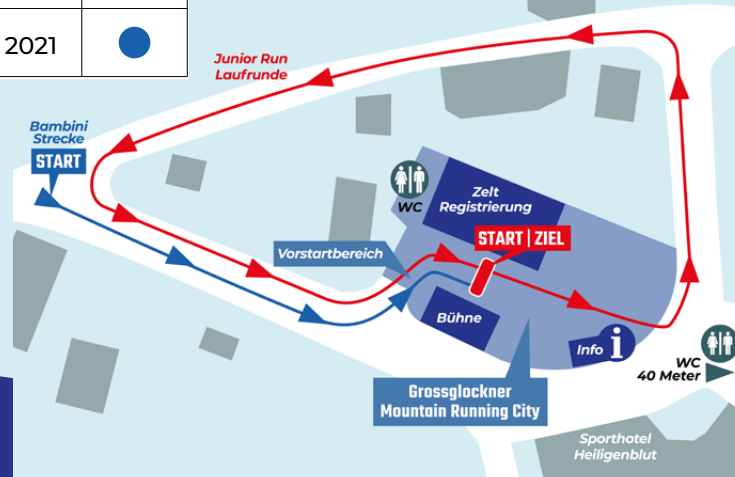 2021
Junior Run
Laufrunde
Bambini
Strecke
START
WC
Zelt
Registrierung
START | ZIEL
Vorstartbereich
Bühne
Info i
WC
40 Meter
Grossglockner
Mountain Running City
Sporthotel
Heiligenblut